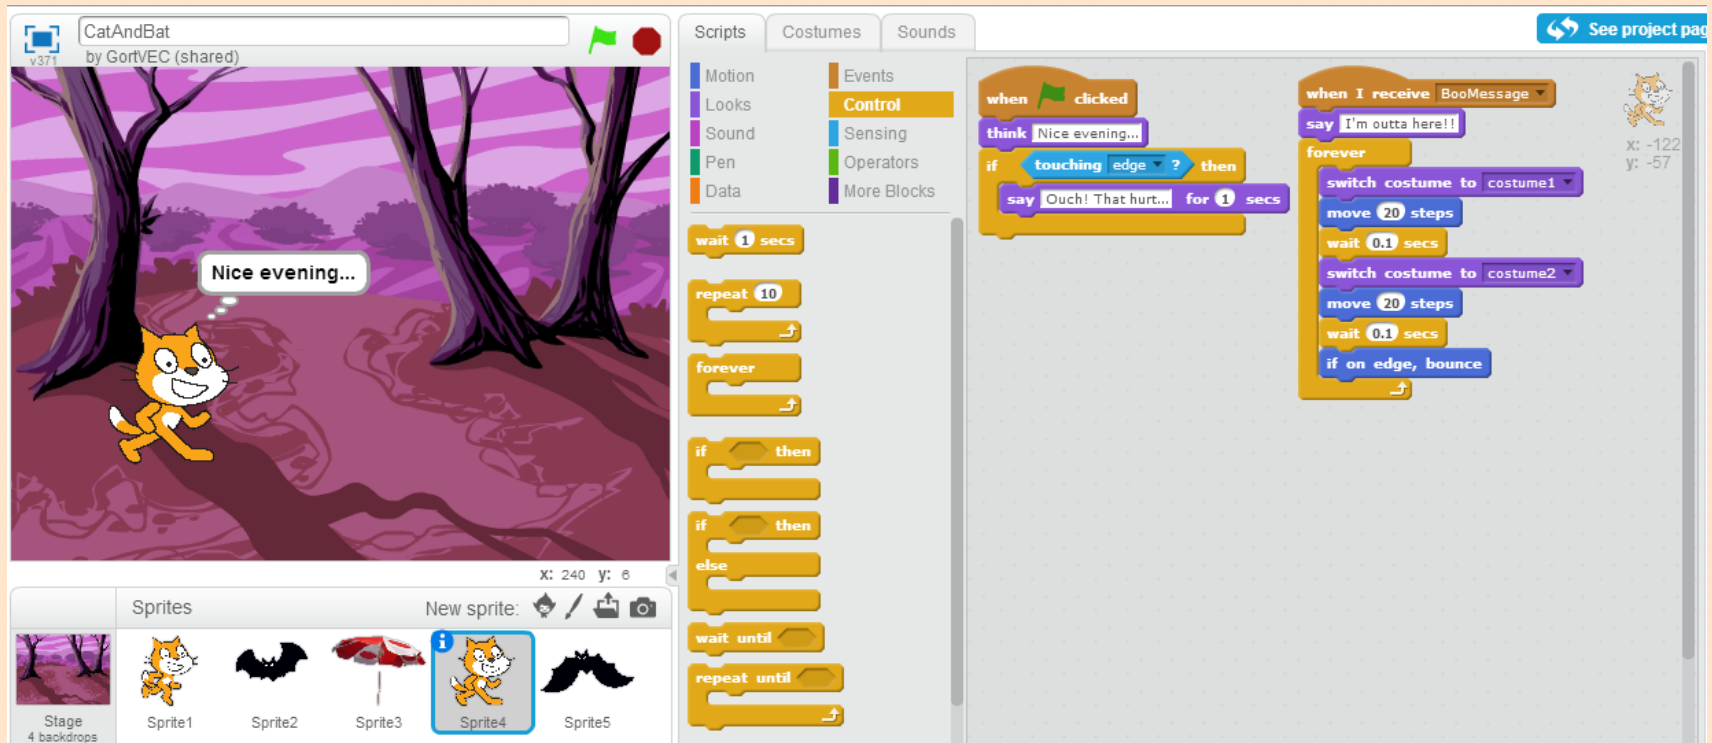 CatAndBat
v371
by GortVEC (shared)
Nice evening...
x: 240 y: 6
Sprites
New sprite:
Stage
4 backdrops
Sprite1
Sprite2
Sprite3
Sprite4
Sprite5
Scripts
Costumes
Sounds
See project pag
Motion
Events
Looks
Control
Sound
Sensing
Pen
Operators
Data
More Blocks
wait 1 secs
repeat 10
forever
if then
if then
else
wait until
repeat until
when clicked
think Nice evening...
if touching edge ? then
say Ouch! That hurt... for 1 secs
when I receive BooMessage
say I'm outta here!!
forever
switch costume to costume1
move 20 steps
wait 0.1 secs
switch costume to costume2
move 20 steps
wait 0.1 secs
if on edge, bounce
x: -122
y: -57